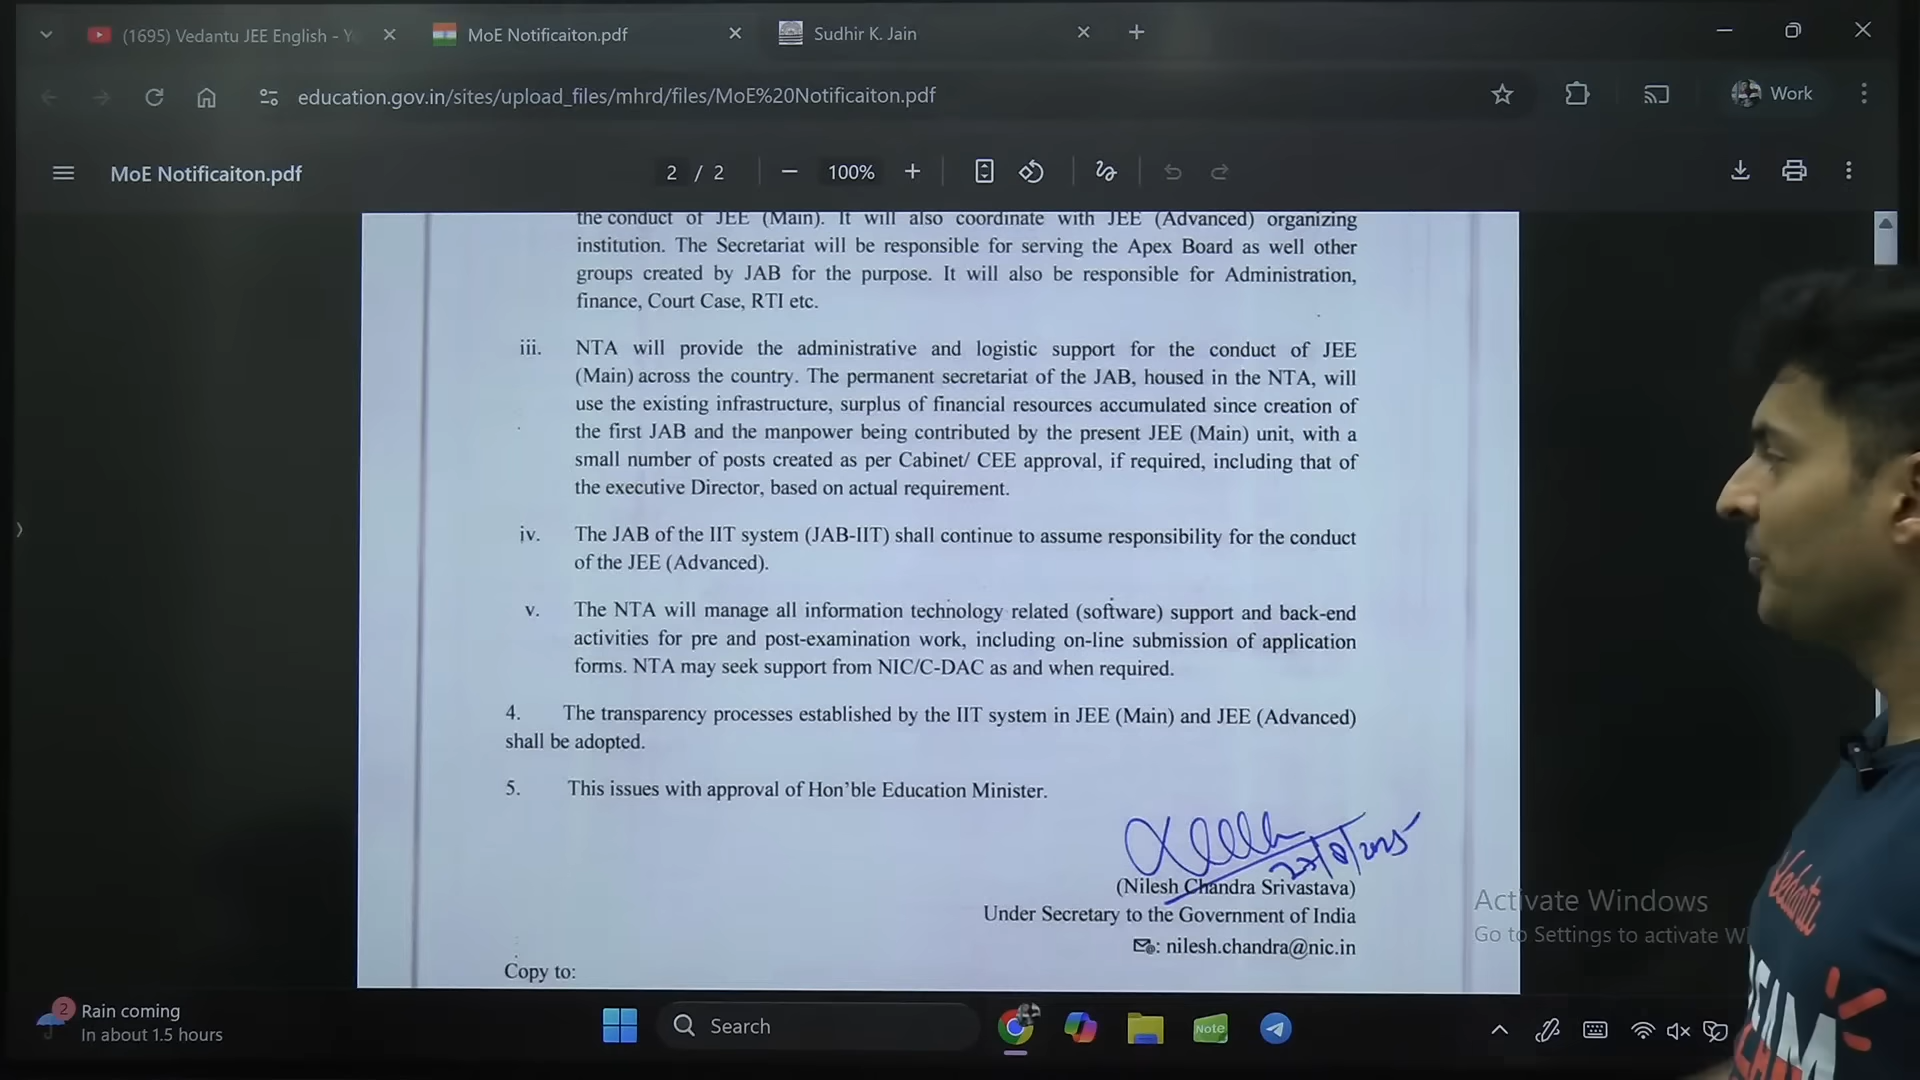 (1695) Vedantu JEE English - Y
MoE Notificaiton.pdf
Sudhir K. Jain
education.gov.in/sites/upload_files/mhrd/files/MoE%20Notificaiton.pdf
Work
MoE Notificaiton.pdf
2 / 2
100%
the conduct of JEE (Main). It will also coordinate with JEE (Advanced) organizing
institution. The Secretariat will be responsible for serving the Apex Board as well other
groups created by JAB for the purpose. It will also be responsible for Administration,
finance, Court Case, RTI etc.
iii. NTA will provide the administrative and logistic support for the conduct of JEE
(Main) across the country. The permanent secretariat of the JAB, housed in the NTA, will
use the existing infrastructure, surplus of financial resources accumulated since creation of
the first JAB and the manpower being contributed by the present JEE (Main) unit, with a
small number of posts created as per Cabinet/ CEE approval, if required, including that of
the executive Director, based on actual requirement.
iv. The JAB of the IIT system (JAB-IIT) shall continue to assume responsibility for the conduct
of the JEE (Advanced).
v. The NTA will manage all information technology related (software) support and back-end
activities for pre and post-examination work, including on-line submission of application
forms. NTA may seek support from NIC/C-DAC as and when required.
4. The transparency processes established by the IIT system in JEE (Main) and JEE (Advanced)
shall be adopted.
5. This issues with approval of Hon'ble Education Minister.
(Nilesh Chandra Srivastava)
Under Secretary to the Government of India
: nilesh.chandra@nic.in
Copy to:
Activate Windows
Go to Settings to activate Wi
Vedantu
2
Rain coming
In about 1.5 hours
Search
Note